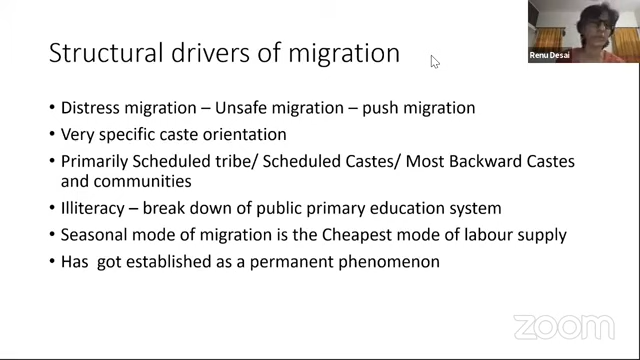 Structural drivers of migration
Renu Desai
• Distress migration – Unsafe migration – push migration
• Very specific caste orientation
• Primarily Scheduled tribe/ Scheduled Castes/ Most Backward Castes
and communities
• Illiteracy – break down of public primary education system
• Seasonal mode of migration is the Cheapest mode of labour supply
• Has got established as a permanent phenomenon
zoom